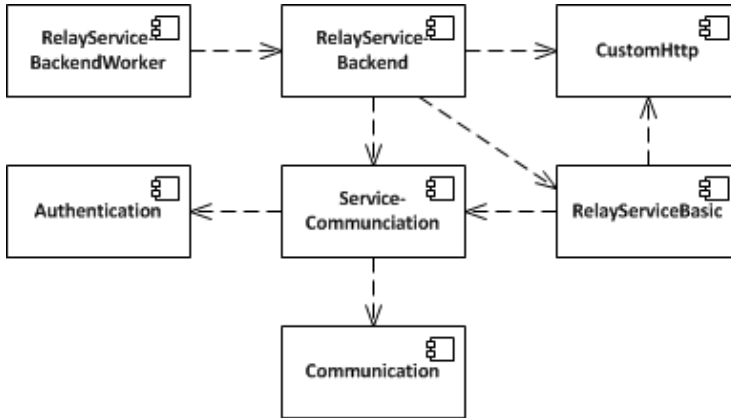 RelayService-
BackendWorker
RelayService-
Backend
CustomHttp
Authentication
Service-
Communciation
RelayServiceBasic
Communication